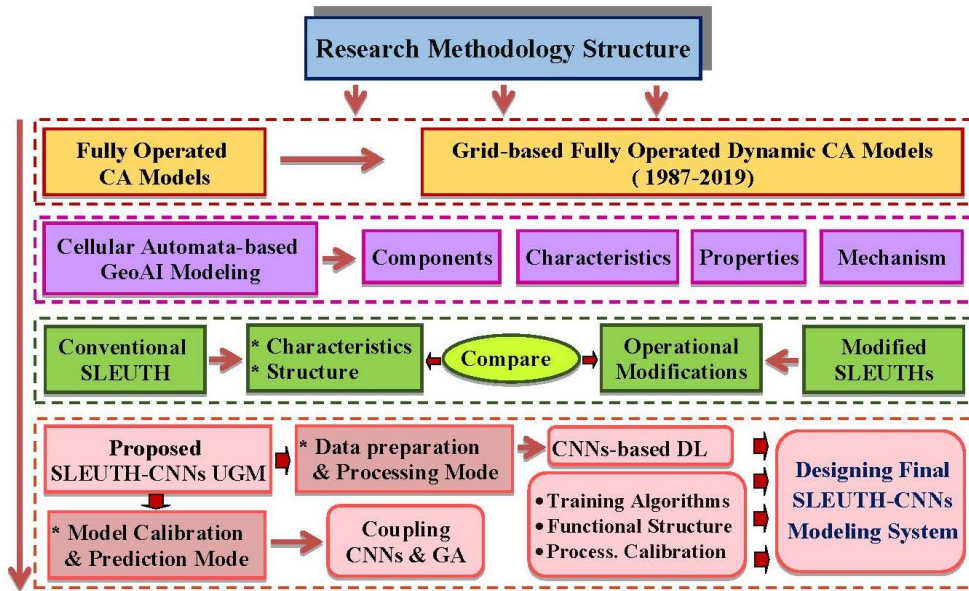 Research Methodology Structure
Fully Operated
CA Models
Grid-based Fully Operated Dynamic CA Models
( 1987-2019)
Cellular Automata-based
GeoAI Modeling
Components
Characteristics
Properties
Mechanism
Conventional
SLEUTH
* Characteristics
* Structure
Compare
Operational
Modifications
Modified
SLEUTHs
Proposed
SLEUTH-CNNs UGM
* Data preparation
& Processing Mode
CNNs-based DL
* Model Calibration
& Prediction Mode
Coupling
CNNs & GA
• Training Algorithms
• Functional Structure
• Process. Calibration
Designing Final
SLEUTH-CNNs
Modeling System